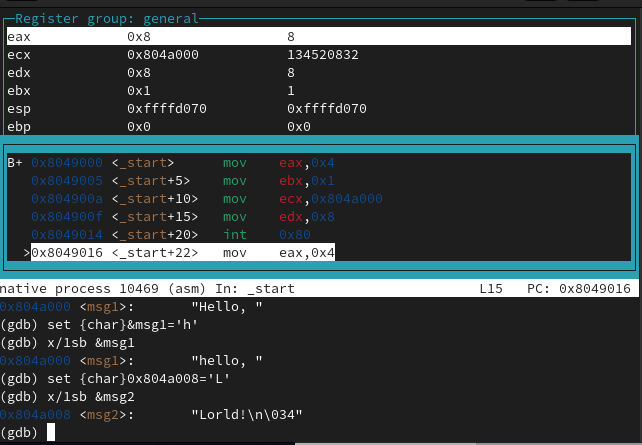 Register group: general
eax 0x8 8
ecx 0x804a000 134520832
edx 0x8 8
ebx 0x1 1
esp 0xffffd070 0xffffd070
ebp 0x0 0x0
B+ 0x8049000 <_start> mov eax,0x4
0x8049005 <_start+5> mov ebx,0x1
0x804900a <_start+10> mov ecx,0x804a000
0x804900f <_start+15> mov edx,0x8
0x8049014 <_start+20> int 0x80
>0x8049016 <_start+22> mov eax,0x4
native process 10469 (asm) In: _start L15 PC: 0x8049016
0x804a000 <msg1>: "Hello, "
(gdb) set {char}&msg1='h'
(gdb) x/1sb &msg1
0x804a000 <msg1>: "hello, "
(gdb) set {char}0x804a008='L'
(gdb) x/1sb &msg2
0x804a008 <msg2>: "Lorld!\n\034"
(gdb)